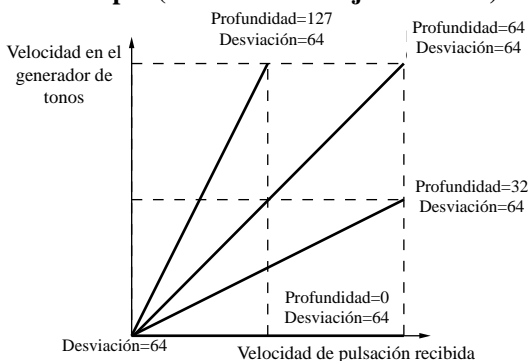 Profundidad=127
Desviación=64
Profundidad=64
Desviación=64
Velocidad en el
generador de
tonos
Profundidad=32
Desviación=64
Profundidad=0
Desviación=64
Desviación=64
Velocidad de pulsación recibida